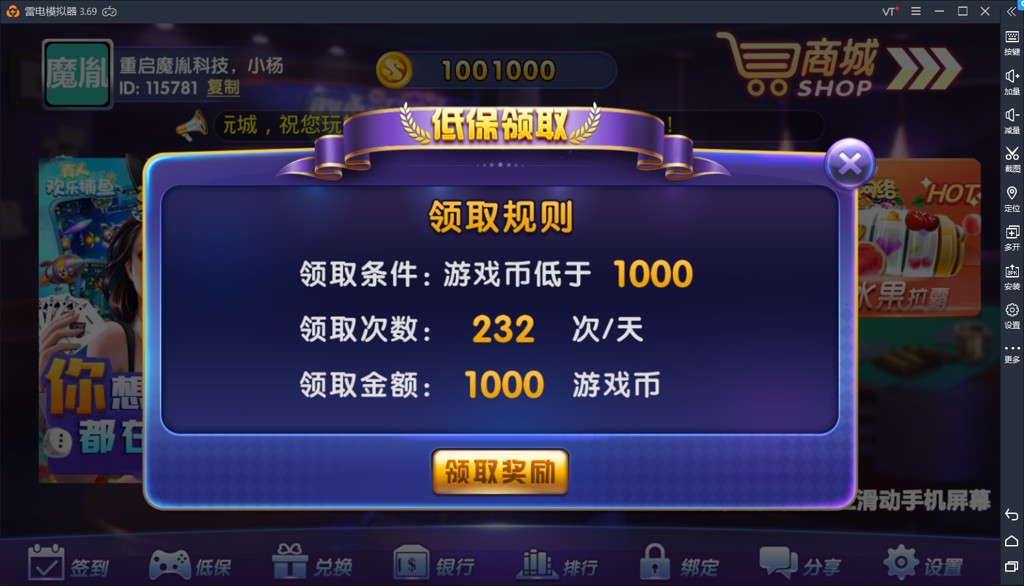 雷电模拟器 3.69
VT
魔胤
重启魔胤科技，小杨
ID: 115781 复制
1001000
商城
SHOP
元城，祝您玩
!
低保领取
领取规则
领取条件: 游戏币低于 1000
领取次数: 232 次/天
领取金额: 1000 游戏币
领取奖励
欢乐捕鱼
你想
都在
HOT
水果拉霸
滑动手机屏幕
签到
低保
兑换
银行
排行
绑定
分享
设置
按键
加量
减量
截图
定位
多开
安装
设置
更多